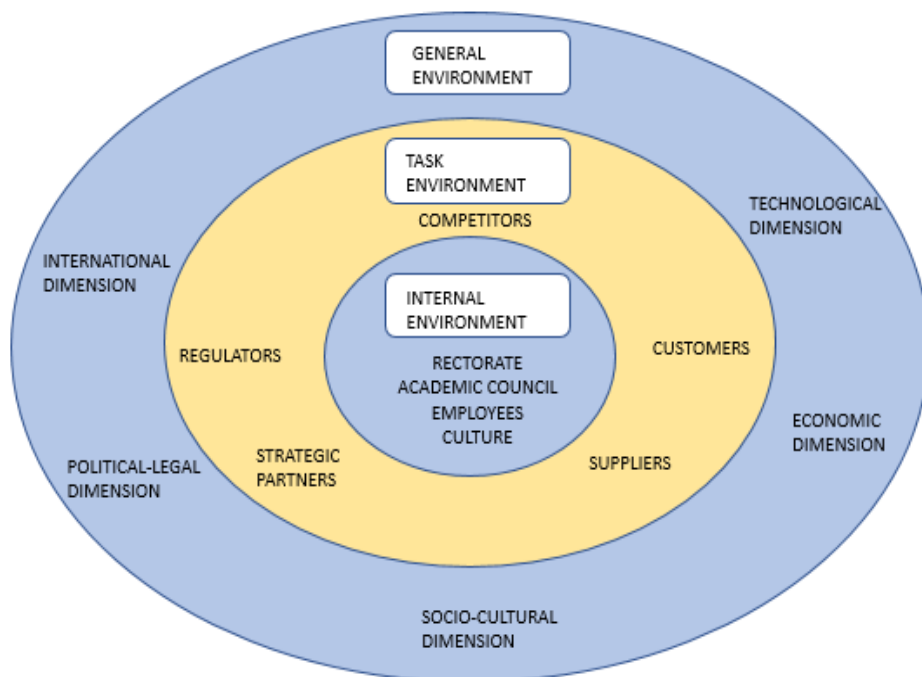 GENERAL
ENVIRONMENT
TASK
ENVIRONMENT
COMPETITORS
TECHNOLOGICAL
DIMENSION
INTERNATIONAL
DIMENSION
INTERNAL
ENVIRONMENT
REGULATORS
CUSTOMERS
RECTORATE
ACADEMIC COUNCIL
EMPLOYEES
CULTURE
ECONOMIC
DIMENSION
STRATEGIC
PARTNERS
SUPPLIERS
POLITICAL-LEGAL
DIMENSION
SOCIO-CULTURAL
DIMENSION